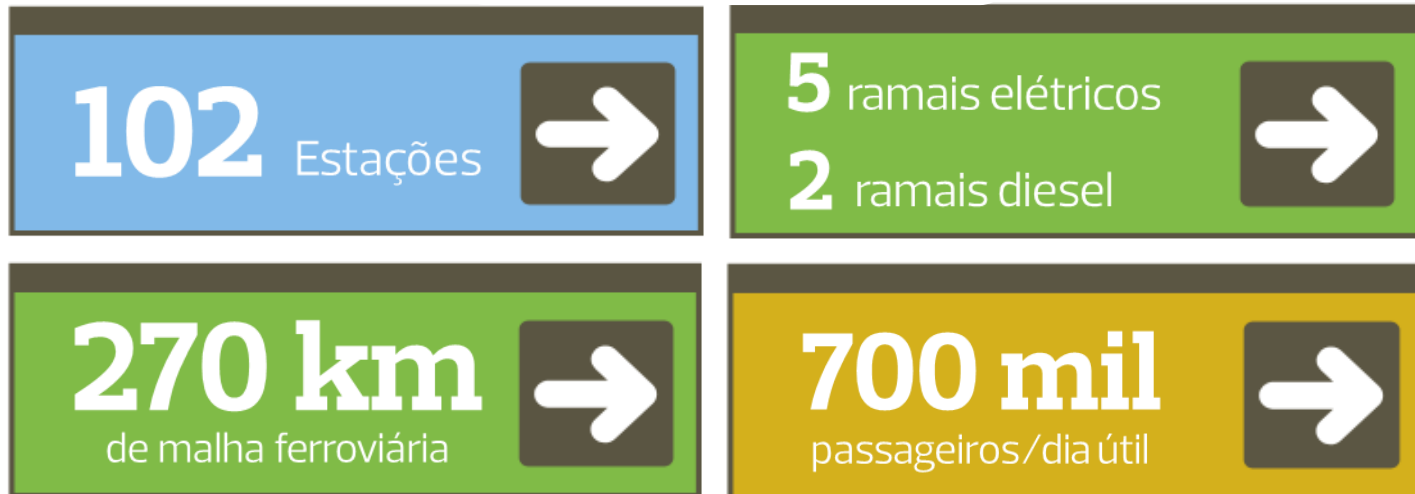 102 Estações
5 ramais elétricos
2 ramais diesel
270 km
de malha ferroviária
700 mil
passageiros/dia útil